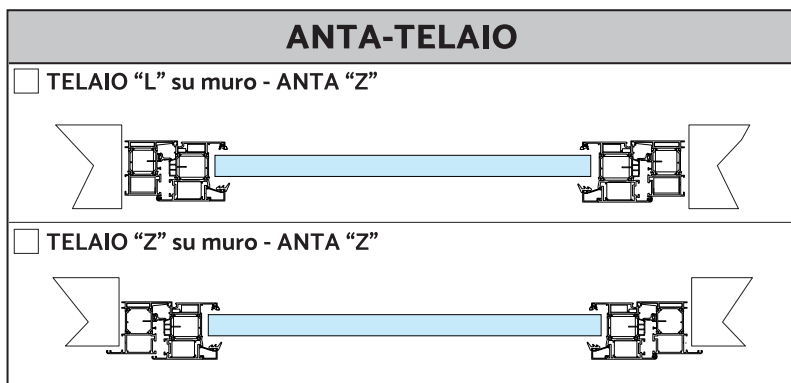 ANTA-TELAIO
TELAIO “L” su muro - ANTA “Z”
TELAIO “Z” su muro - ANTA “Z”